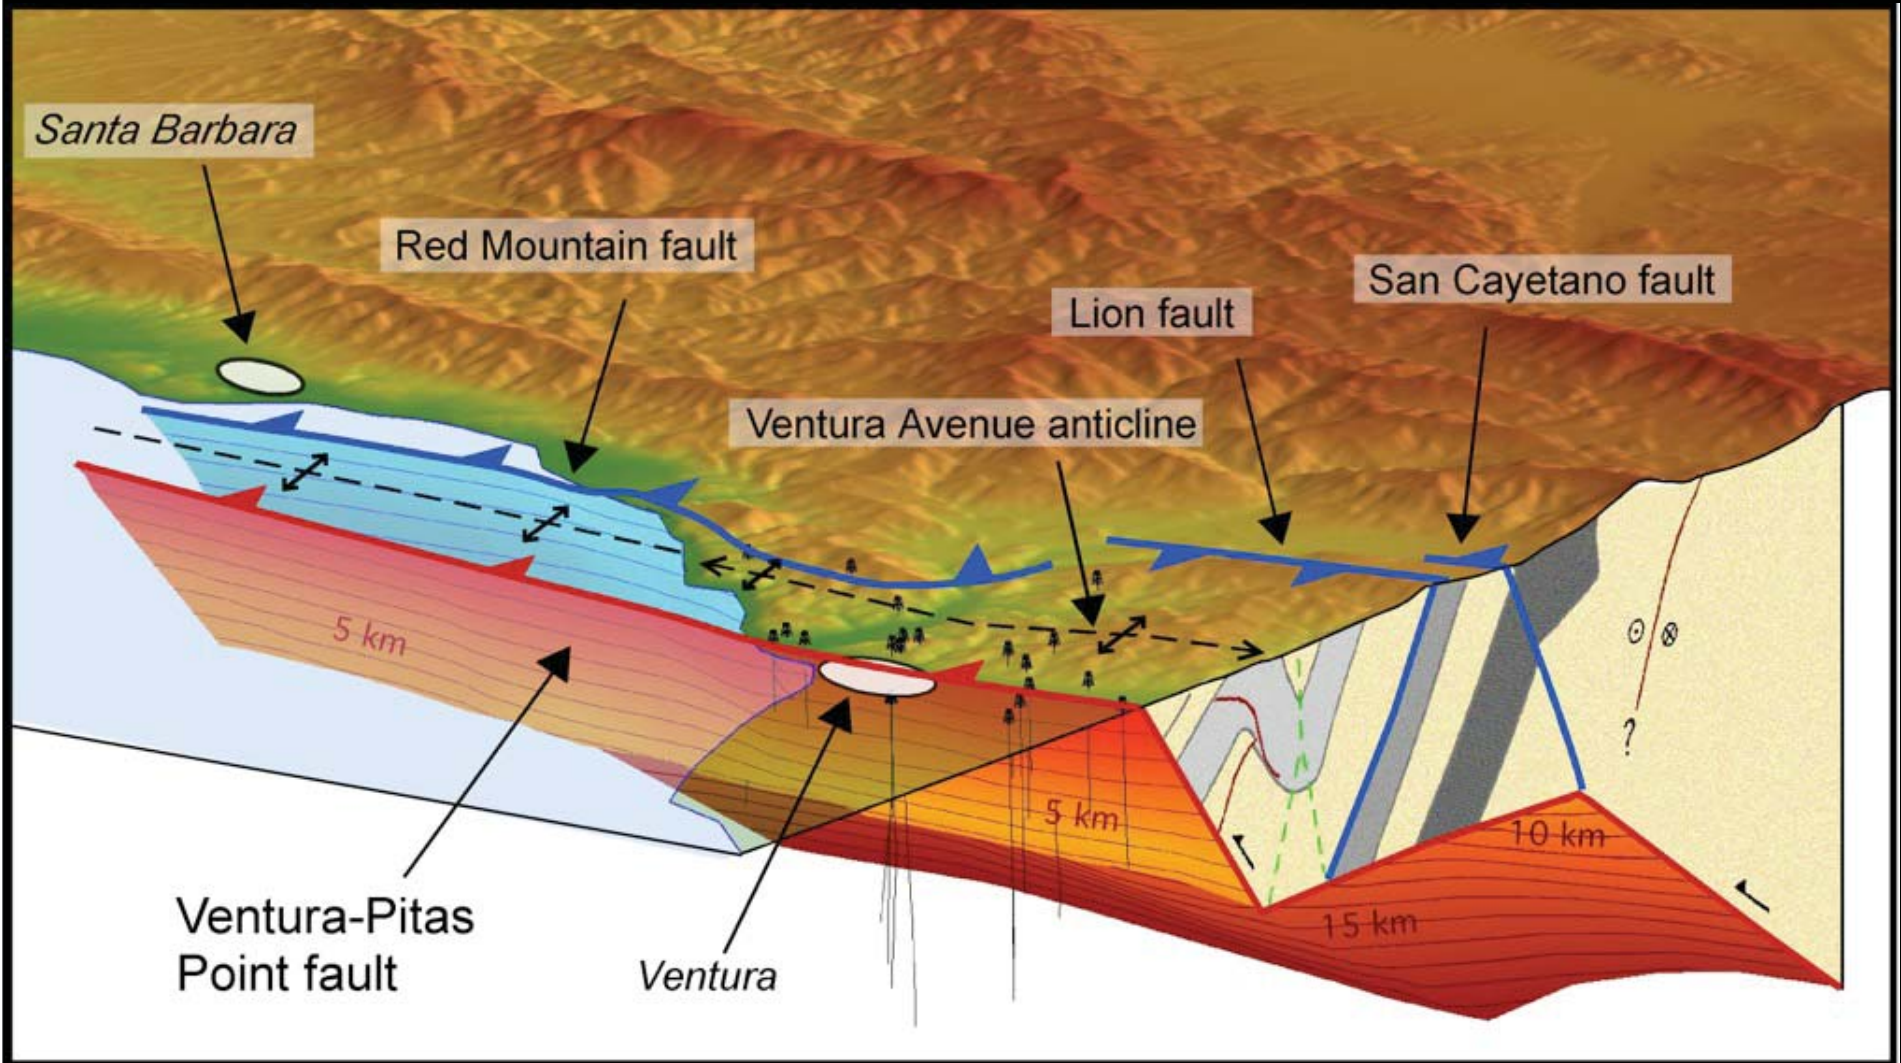 Santa Barbara
Red Mountain fault
San Cayetano fault
Lion fault
Ventura Avenue anticline
5 km
?
5 km
10 km
15 km
Ventura-Pitas
Point fault
Ventura